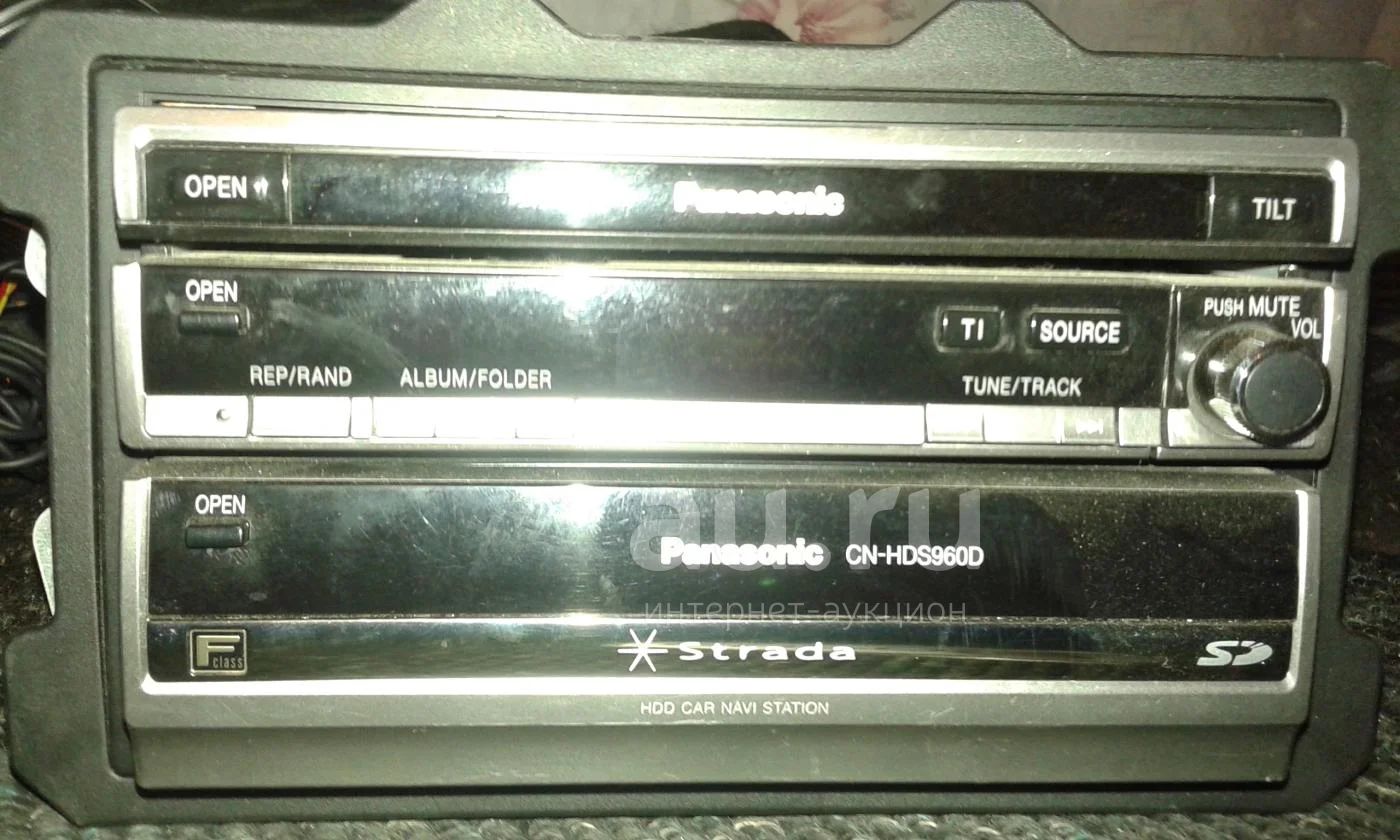 OPEN Panasonic TILT
OPEN
TI SOURCE
PUSH MUTE
VOL
REP/RAND ALBUM/FOLDER TUNE/TRACK
OPEN
au.ru
Panasonic CN-HDS960D
интернет-аукцион
F class Strada SD
HDD CAR NAVI STATION